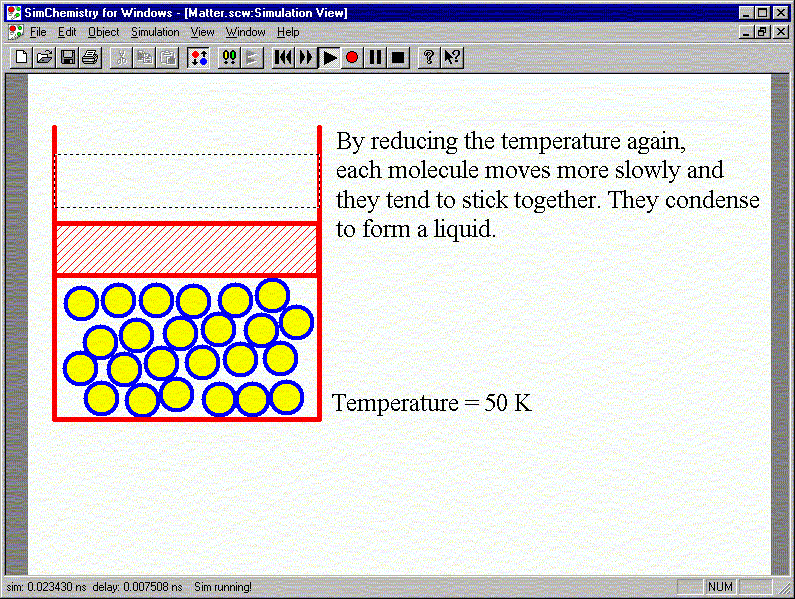 SimChemistry for Windows - [Matter.scw:Simulation View]
File Edit Object Simulation View Window Help
By reducing the temperature again,
each molecule moves more slowly and
they tend to stick together. They condense
to form a liquid.
Temperature = 50 K
sim: 0.023430 ns delay: 0.007508 ns Sim running!
NUM